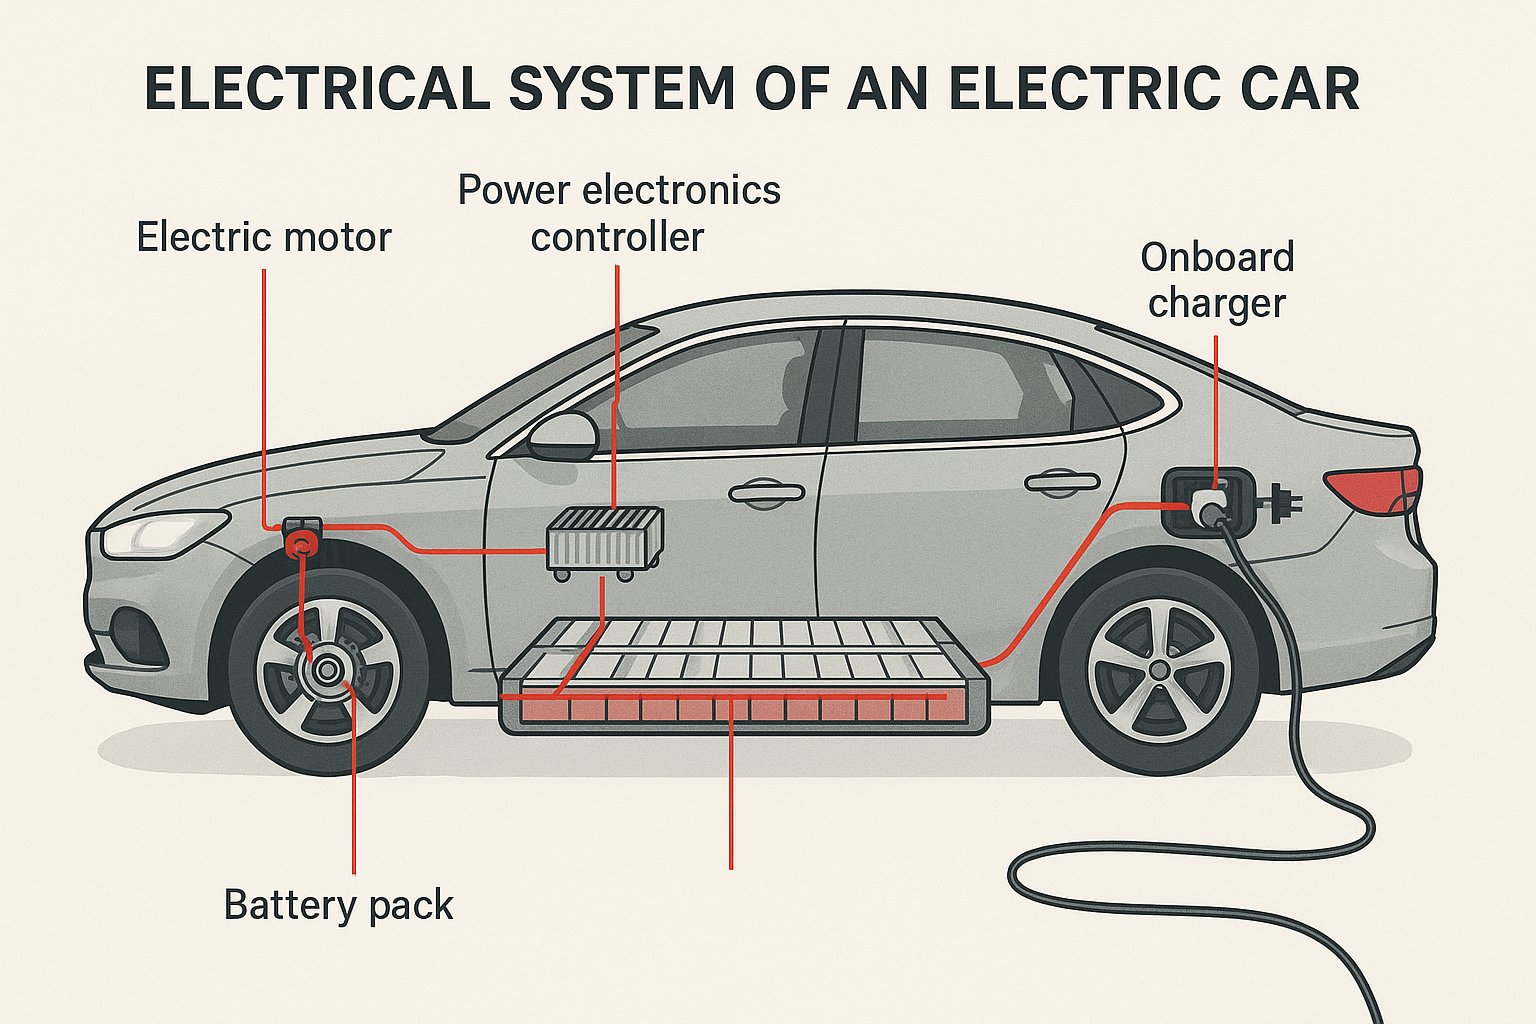 ELECTRICAL SYSTEM OF AN ELECTRIC CAR
Power electronics
controller
Electric motor
Onboard
charger
Battery pack